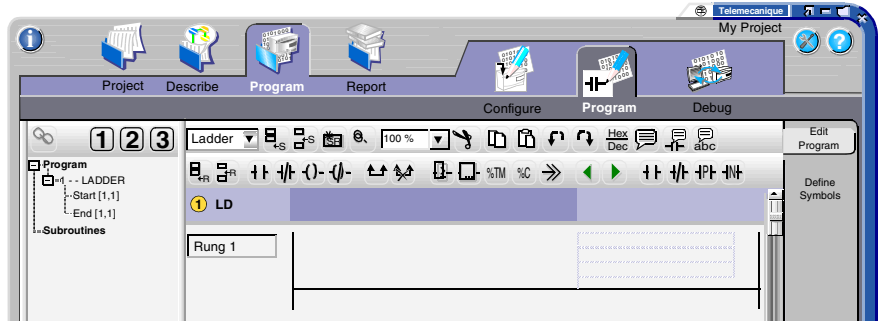 Telemecanique
My Project
Project
Describe
Program
Report
Configure
Program
Debug
1 2 3
Ladder
S
S
100 %
Hex
Dec
abc
Edit
Program
Program
1 - - LADDER
Start [1,1]
End [1,1]
Subroutines
R
R
%TM
%C
P
N
Define
Symbols
1 LD
Rung 1